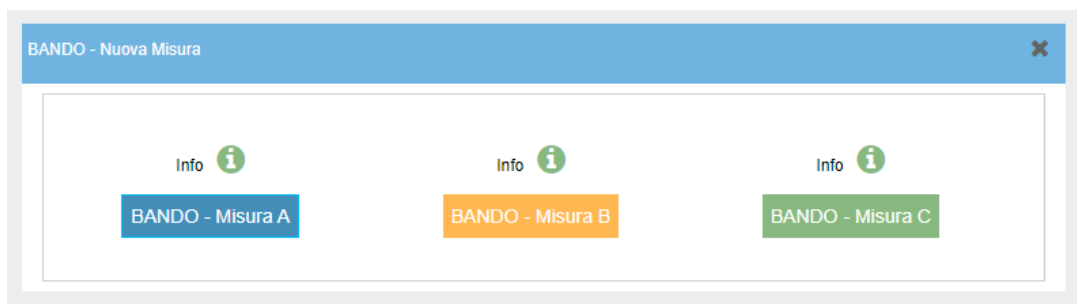 BANDO - Nuova Misura
Info
Info
Info
BANDO - Misura A
BANDO - Misura B
BANDO - Misura C